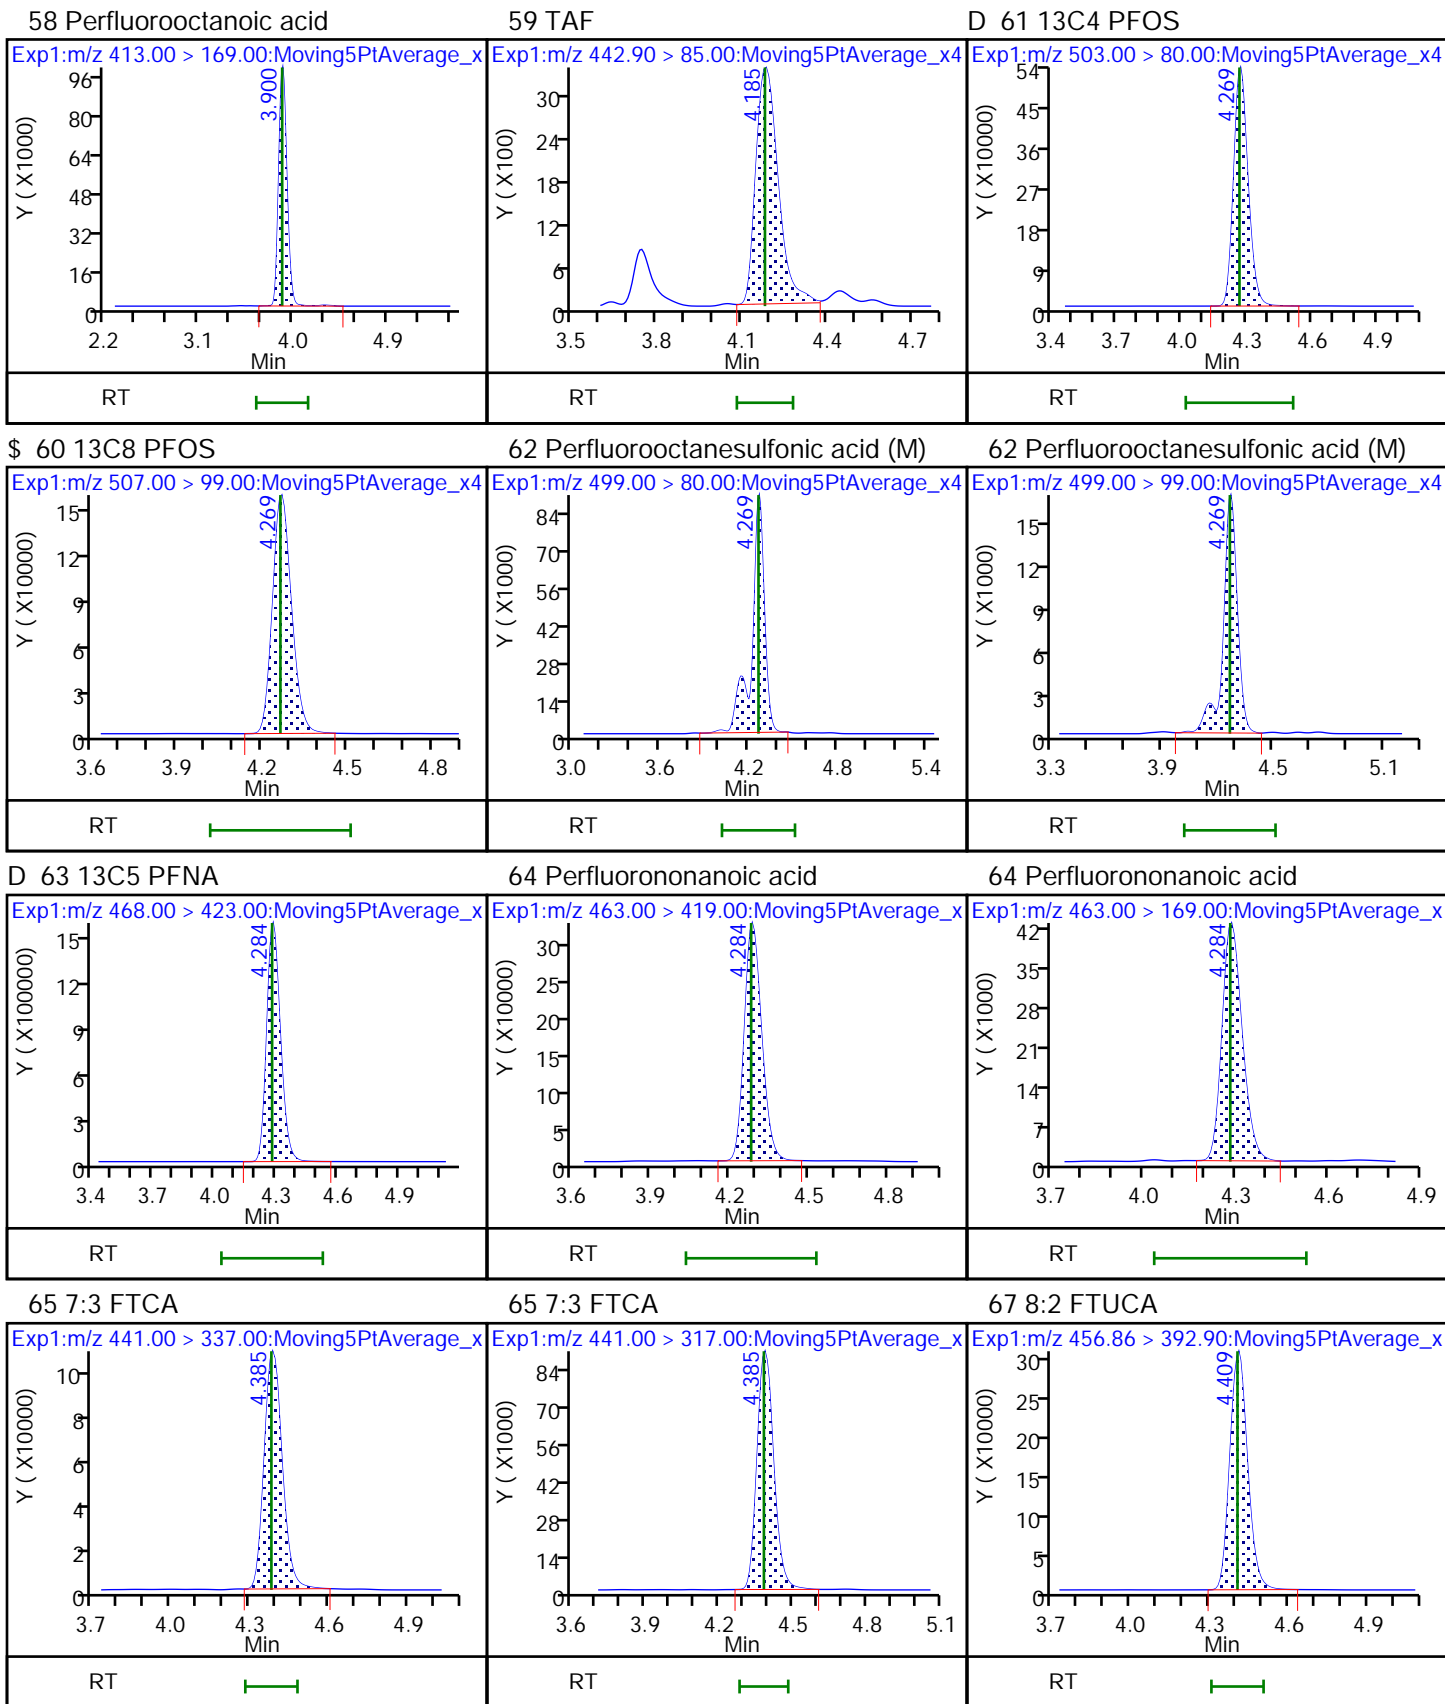 58 Perfluorooctanoic acid
Exp1:m/z 413.00 > 169.00:Moving5PtAverage_x
Y ( X10000)
96
80
64
48
32
16
0
3.900
2.2 3.1 4.0 4.9
Min
RT
59 TAF
Exp1:m/z 442.90 > 85.00:Moving5PtAverage_x4
Y ( X100)
30
24
18
12
6
0
4.185
3.5 3.8 4.1 4.4 4.7
Min
RT
D 61 13C4 PFOS
Exp1:m/z 503.00 > 80.00:Moving5PtAverage_x4
Y ( X10000)
54
45
36
27
18
9
0
4.269
3.4 3.7 4.0 4.3 4.6 4.9
Min
RT
$ 60 13C8 PFOS
Exp1:m/z 507.00 > 99.00:Moving5PtAverage_x4
Y ( X10000)
15
12
9
6
3
0
4.269
3.6 3.9 4.2 4.5 4.8
Min
RT
62 Perfluorooctanesulfonic acid (M)
Exp1:m/z 499.00 > 80.00:Moving5PtAverage_x4
Y ( X1000)
84
70
56
42
28
14
0
4.269
3.0 3.6 4.2 4.8 5.4
Min
RT
62 Perfluorooctanesulfonic acid (M)
Exp1:m/z 499.00 > 99.00:Moving5PtAverage_x4
Y ( X1000)
15
12
9
6
3
0
4.269
3.3 3.9 4.5 5.1
Min
RT
D 63 13C5 PFNA
Exp1:m/z 468.00 > 423.00:Moving5PtAverage_x
Y ( X100000)
15
12
9
6
3
0
4.284
3.4 3.7 4.0 4.3 4.6 4.9
Min
RT
64 Perfluorononanoic acid
Exp1:m/z 463.00 > 419.00:Moving5PtAverage_x
Y ( X10000)
30
25
20
15
10
5
0
4.284
3.6 3.9 4.2 4.5 4.8
Min
RT
64 Perfluorononanoic acid
Exp1:m/z 463.00 > 169.00:Moving5PtAverage_x
Y ( X1000)
42
35
28
21
14
7
0
4.284
3.7 4.0 4.3 4.6 4.9
Min
RT
65 7:3 FTCA
Exp1:m/z 441.00 > 337.00:Moving5PtAverage_x
Y ( X10000)
10
8
6
4
2
0
4.385
3.7 4.0 4.3 4.6 4.9
Min
RT
65 7:3 FTCA
Exp1:m/z 441.00 > 317.00:Moving5PtAverage_x
Y ( X1000)
84
70
56
42
28
14
0
4.385
3.6 3.9 4.2 4.5 4.8 5.1
Min
RT
67 8:2 FTUCA
Exp1:m/z 456.86 > 392.90:Moving5PtAverage_x
Y ( X10000)
30
25
20
15
10
5
0
4.409
3.7 4.0 4.3 4.6 4.9
Min
RT